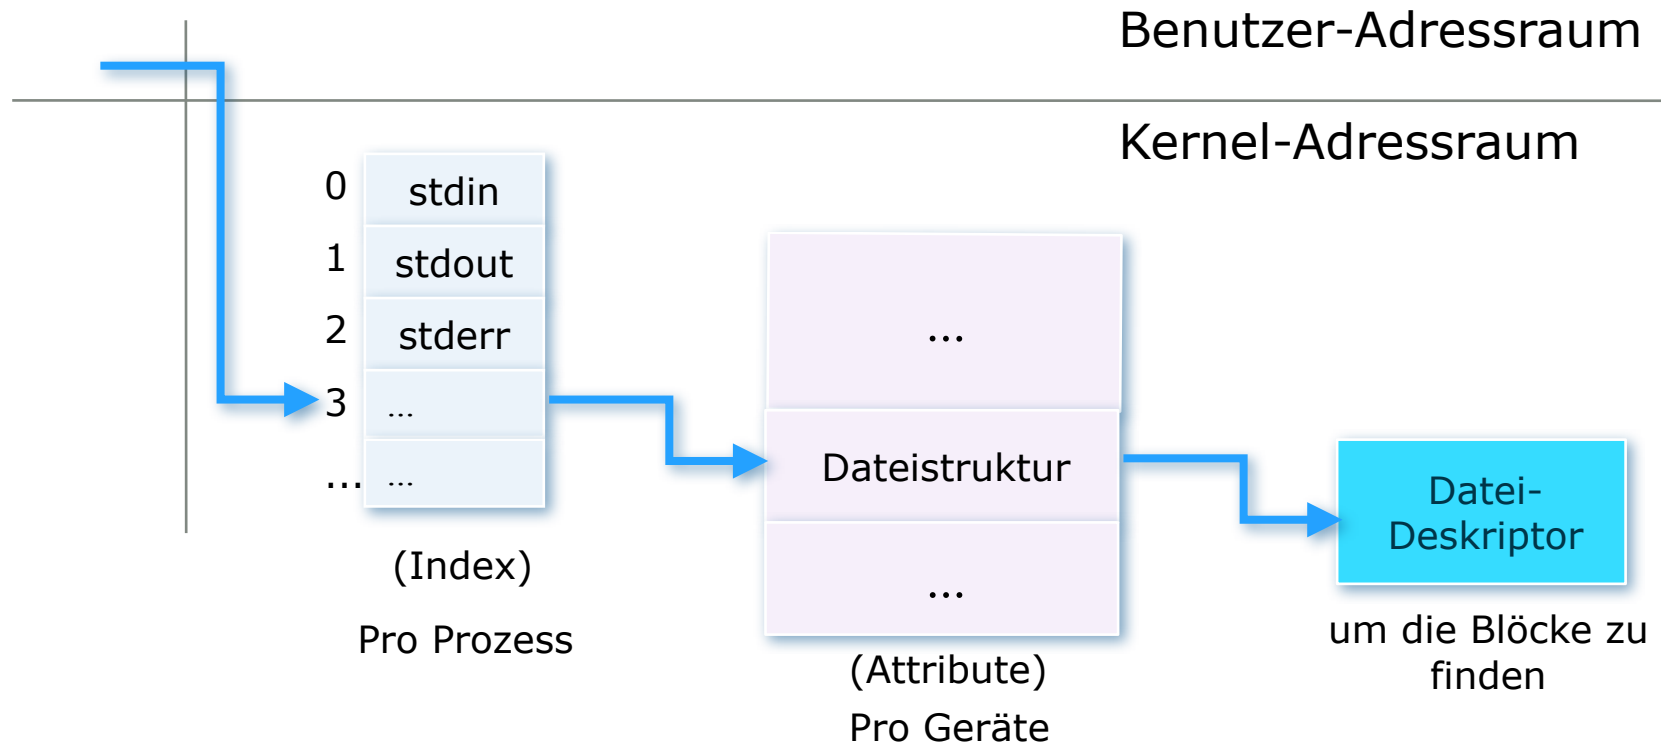 Benutzer-Adressraum
Kernel-Adressraum
0 stdin
1 stdout
2 stderr
3 ...
... ...
(Index)
Pro Prozess
...
Dateistruktur
...
(Attribute)
Pro Geräte
Datei-
Deskriptor
um die Blöcke zu
finden